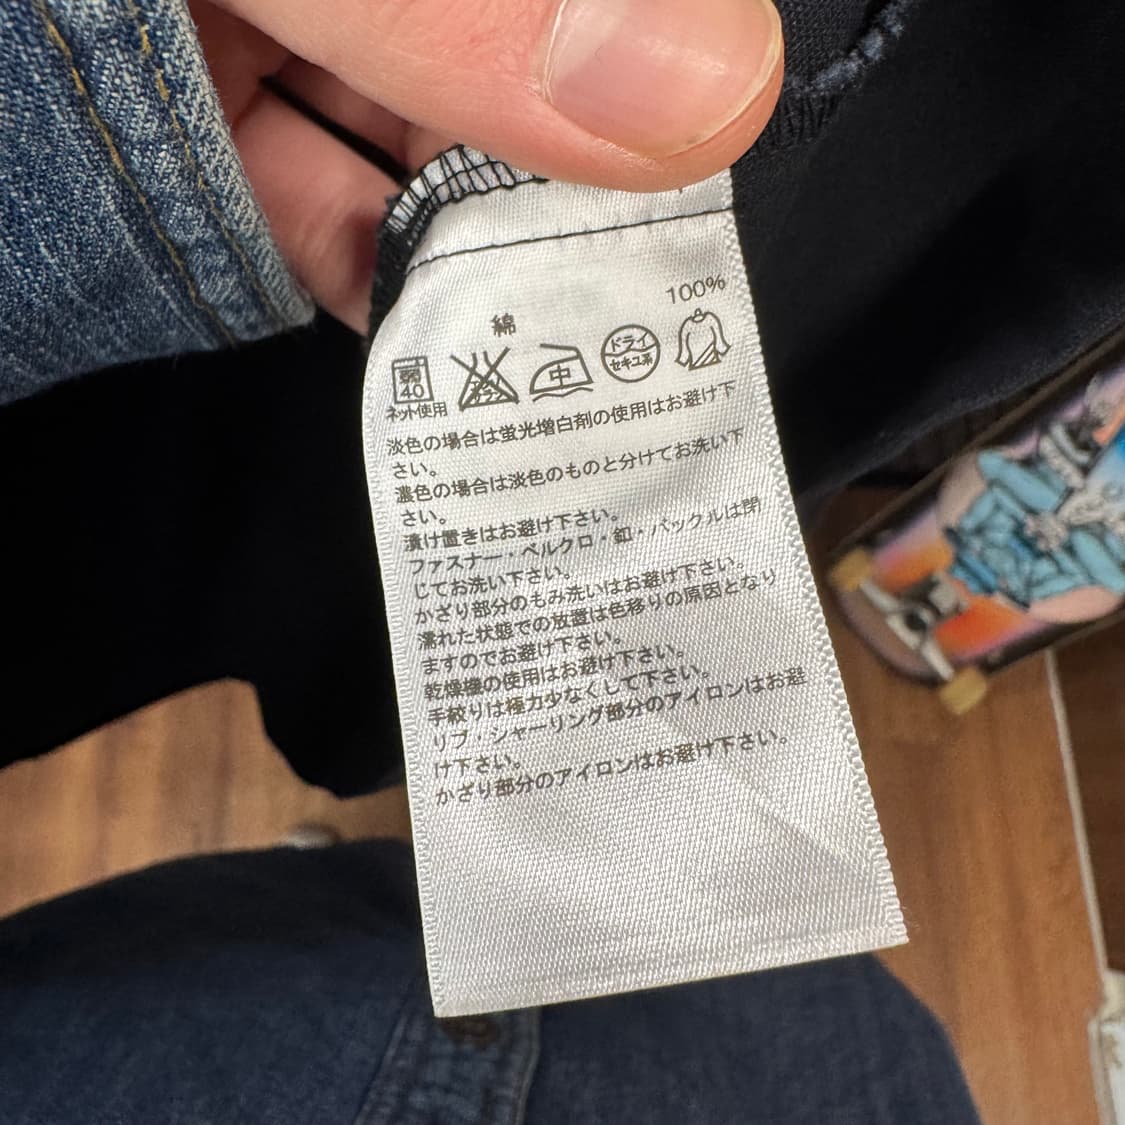 100%
綿
弱
40
ネット使用
中
ドライ
セキユ系
淡色の場合は蛍光増白剤の使用はお避け下
さい。
濃色の場合は淡色のものと分けてお洗い下
さい。
漬け置きはお避け下さい。
ファスナー・ベルクロ・釦・バックルは閉
じてお洗い下さい。
かざり部分のもみ洗いはお避け下さい。
濡れた状態での放置は色移りの原因となり
ますのでお避け下さい。
乾燥機の使用はお避け下さい。
手絞りは極力少なくして下さい。
リブ・シャーリング部分のアイロンはお避
け下さい。
かざり部分のアイロンはお避け下さい。